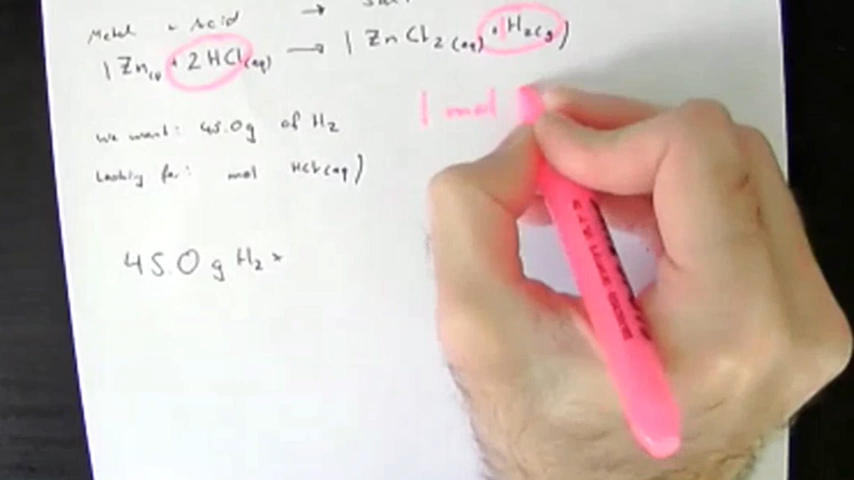 Metal + Acid →
1 Zn(s) + 2 HCl(aq) → 1 ZnCl2(aq) + H2(g)
We want: 45.0g of H2
Looking for: mol HCl(aq)
1 mol
45.0 g H2 ×